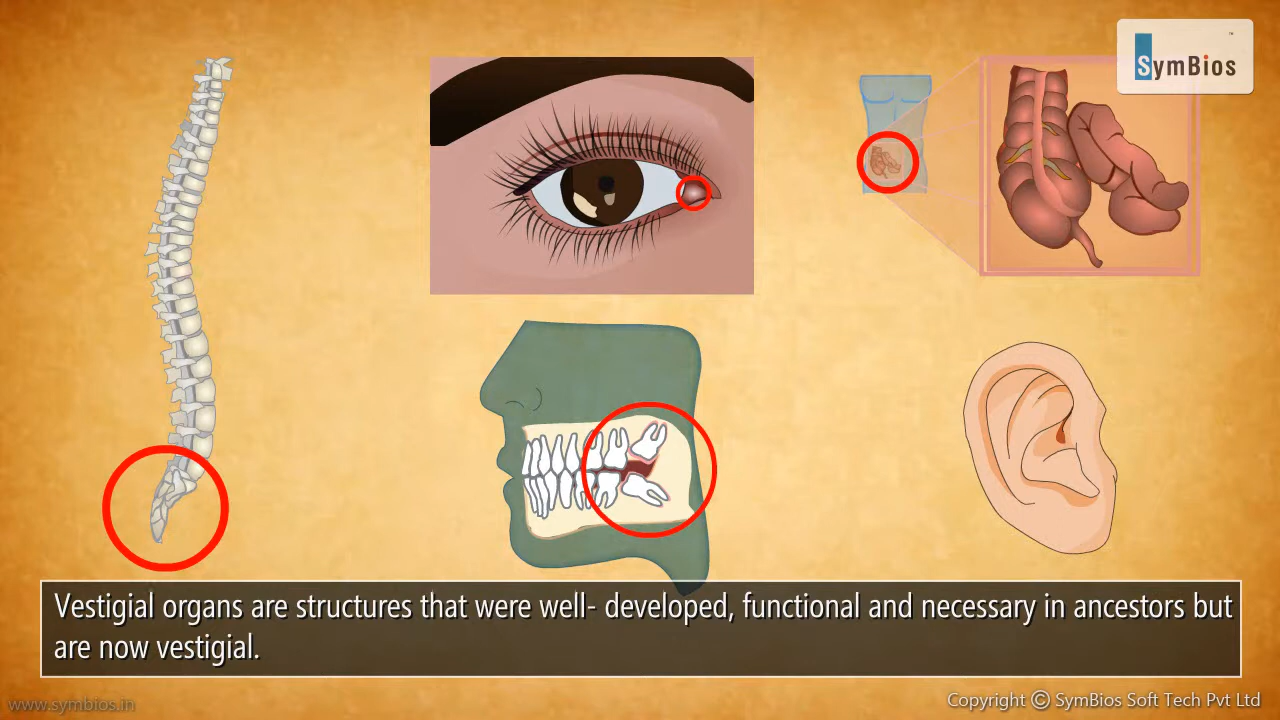 SymBios
™
Vestigial organs are structures that were well- developed, functional and necessary in ancestors but
are now vestigial.
www.symbios.in
Copyright © SymBios Soft Tech Pvt Ltd